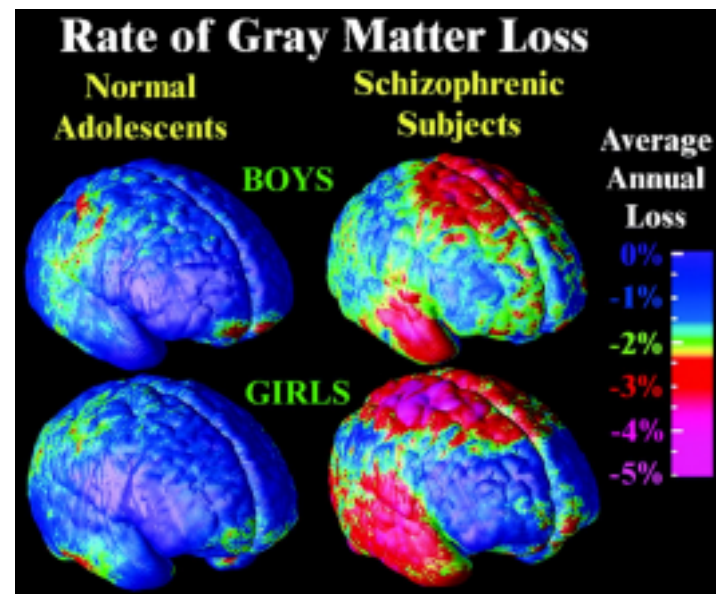 Rate of Gray Matter Loss
Normal
Adolescents
Schizophrenic
Subjects
BOYS
GIRLS
Average
Annual
Loss
0%
-1%
-2%
-3%
-4%
-5%